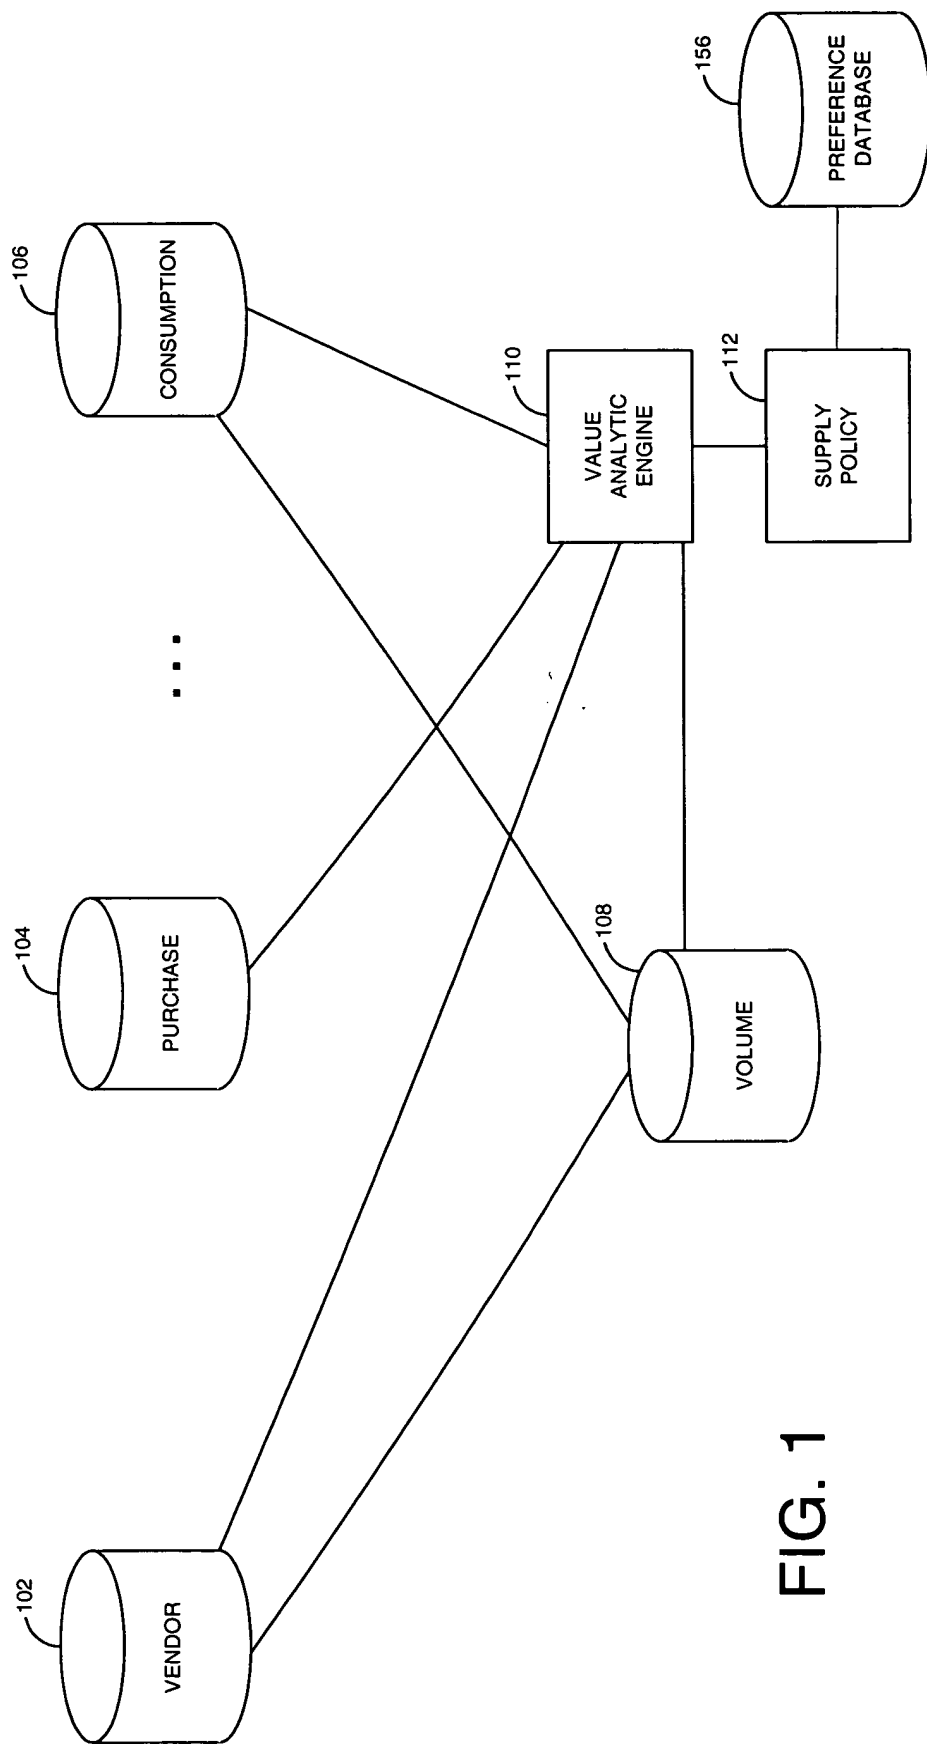 102
VENDOR
104
PURCHASE
...
106
CONSUMPTION
108
VOLUME
110
VALUE
ANALYTIC
ENGINE
112
SUPPLY
POLICY
156
PREFERENCE
DATABASE
FIG. 1